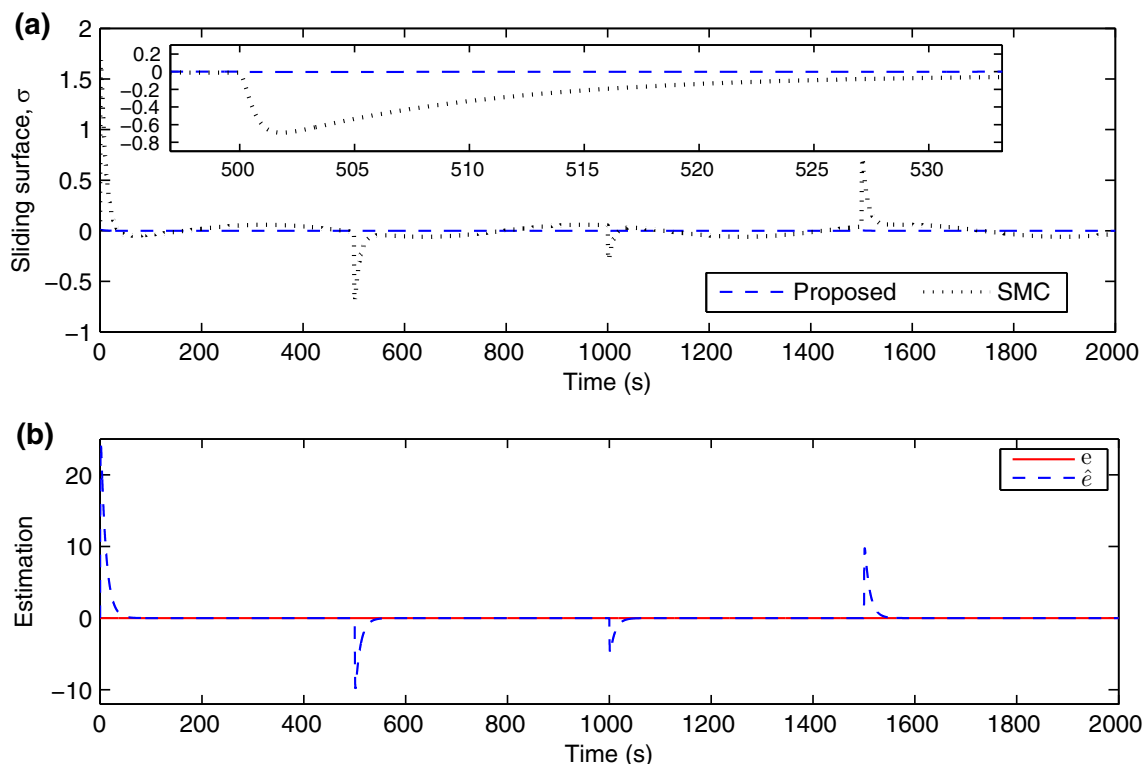 (a)
2
1.5
1
0.5
0
−0.5
−1
Sliding surface, σ
0.2
0
−0.2
−0.4
−0.6
−0.8
500 505 510 515 520 525 530
Proposed SMC
0 200 400 600 800 1000 1200 1400 1600 1800 2000
Time (s)
(b)
20
10
0
−10
Estimation
e
ê
0 200 400 600 800 1000 1200 1400 1600 1800 2000
Time (s)